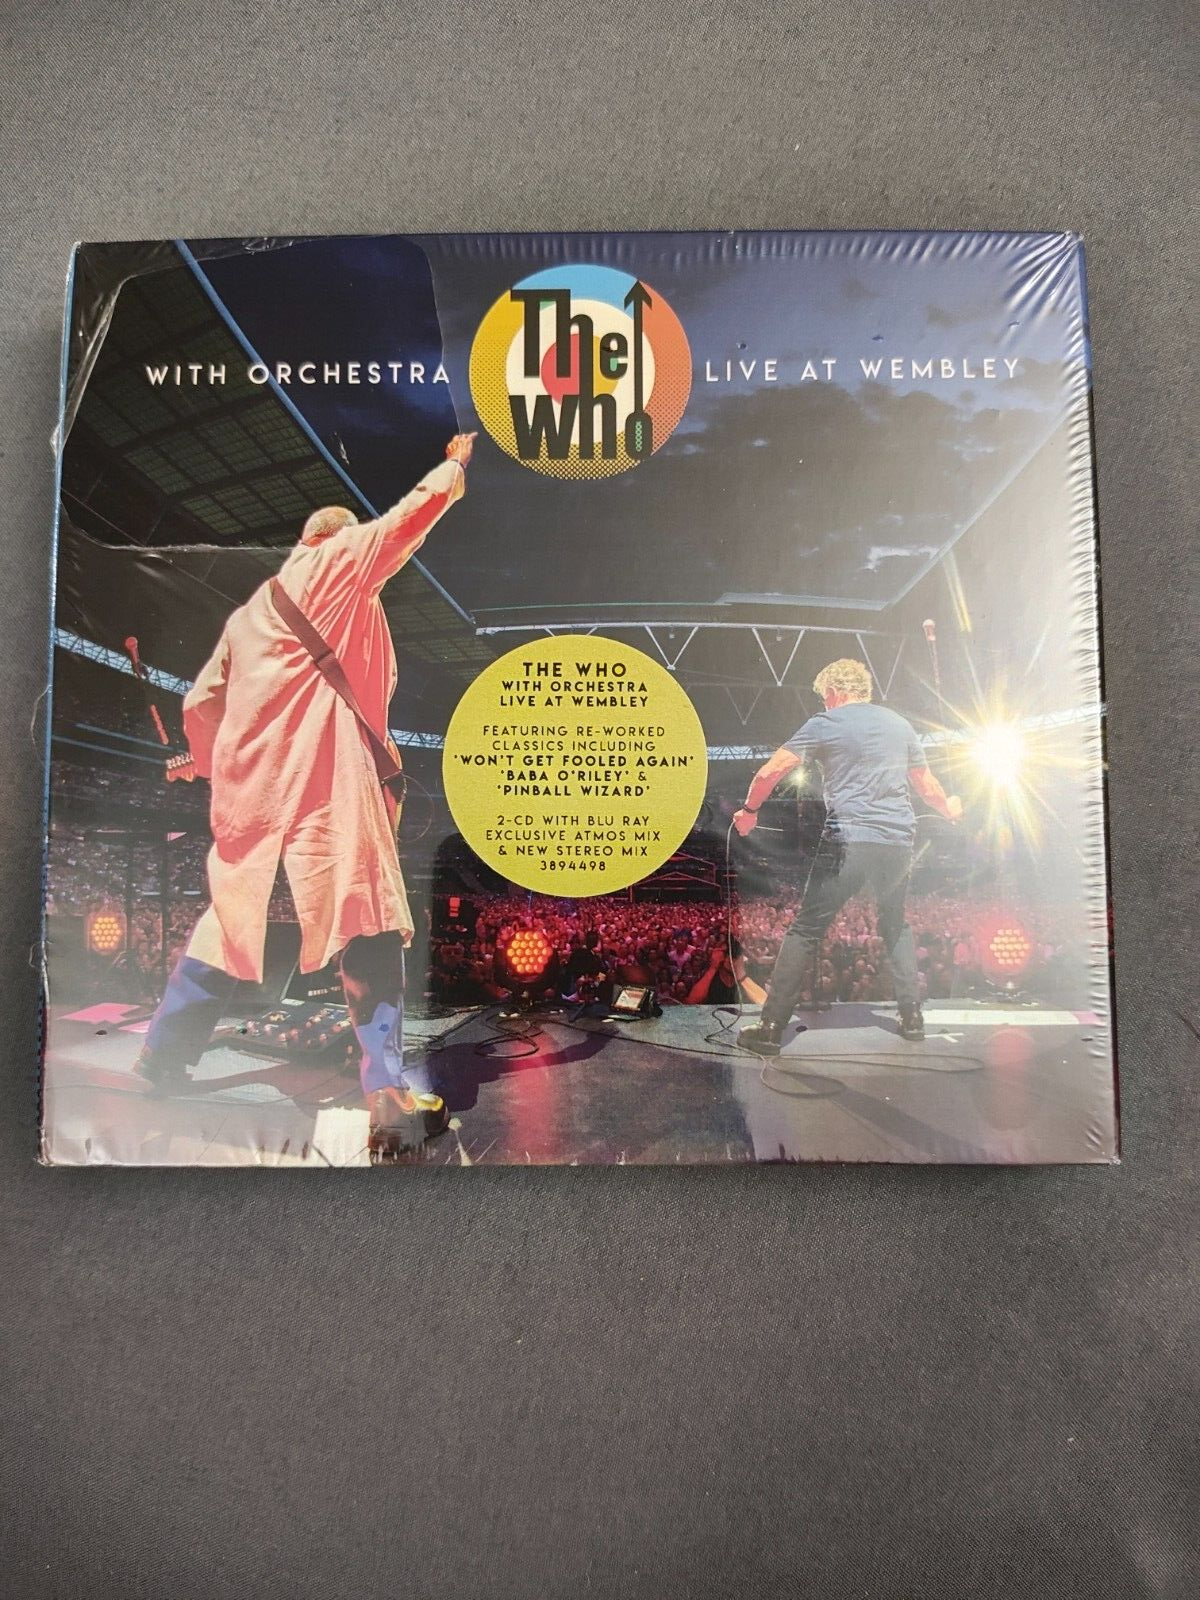 WITH ORCHESTRA
The
Who
LIVE AT WEMBLEY
THE WHO
WITH ORCHESTRA
LIVE AT WEMBLEY
FEATURING RE-WORKED
CLASSICS INCLUDING
'WON'T GET FOOLED AGAIN'
'BABA O'RILEY' &
'PINBALL WIZARD'
2-CD WITH BLU RAY
EXCLUSIVE ATMOS MIX
& NEW STEREO MIX
3894498